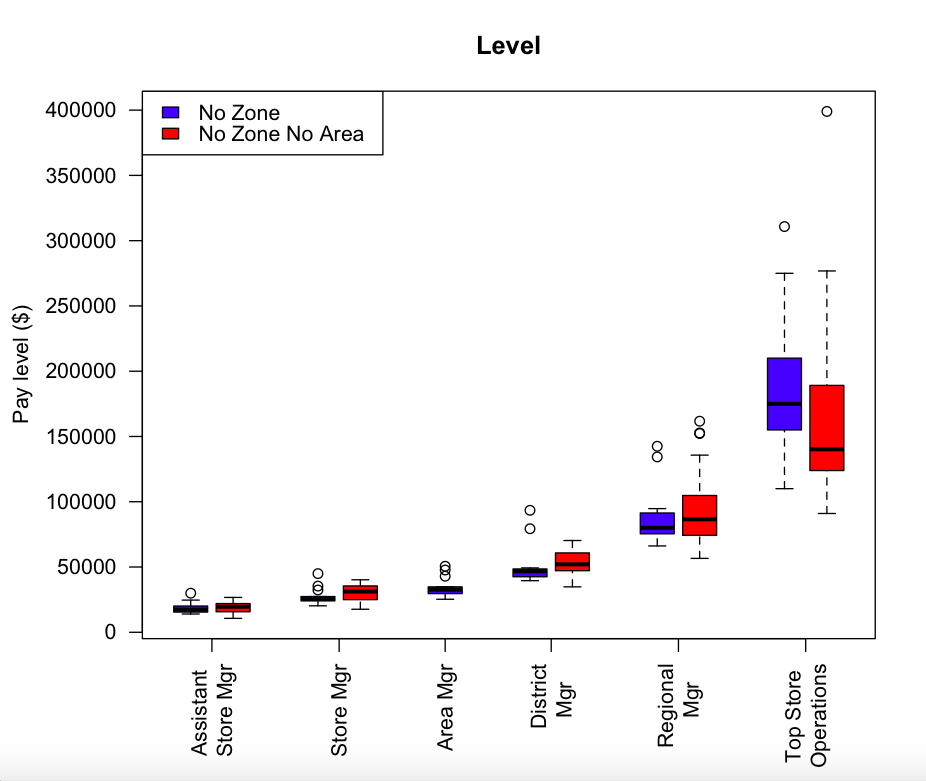 Level
No Zone
No Zone No Area
400000
350000
300000
250000
200000
150000
100000
50000
0
Pay level ($)
Assistant
Store Mgr
Store Mgr
Area Mgr
District
Mgr
Regional
Mgr
Top Store
Operations